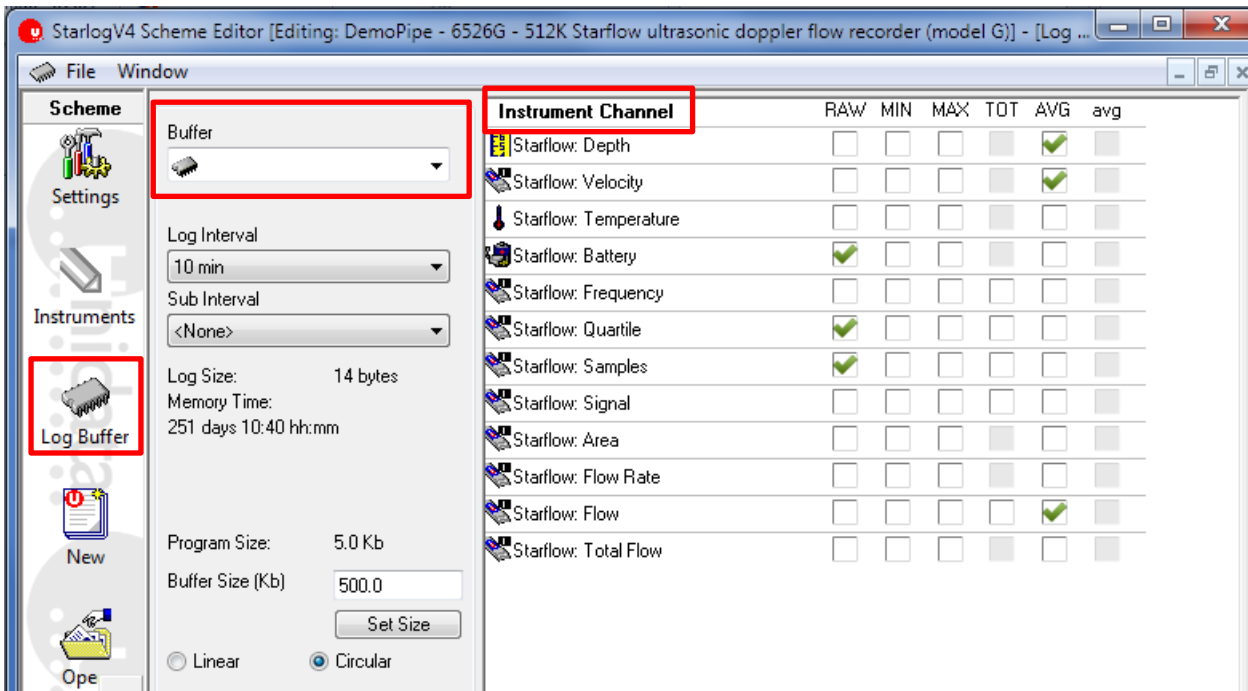 StarlogV4 Scheme Editor [Editing: DemoPipe - 6526G - 512K Starflow ultrasonic doppler flow recorder (model G)] - [Log ...
File Window
Scheme
Settings
Instruments
Log Buffer
New
Ope
Buffer
Log Interval
10 min
Sub Interval
<None>
Log Size: 14 bytes
Memory Time:
251 days 10:40 hh:mm
Program Size: 5.0 Kb
Buffer Size (Kb) 500.0
Set Size
Linear Circular
Instrument Channel RAW MIN MAX TOT AVG avg
Starflow: Depth
Starflow: Velocity
Starflow: Temperature
Starflow: Battery
Starflow: Frequency
Starflow: Quartile
Starflow: Samples
Starflow: Signal
Starflow: Area
Starflow: Flow Rate
Starflow: Flow
Starflow: Total Flow